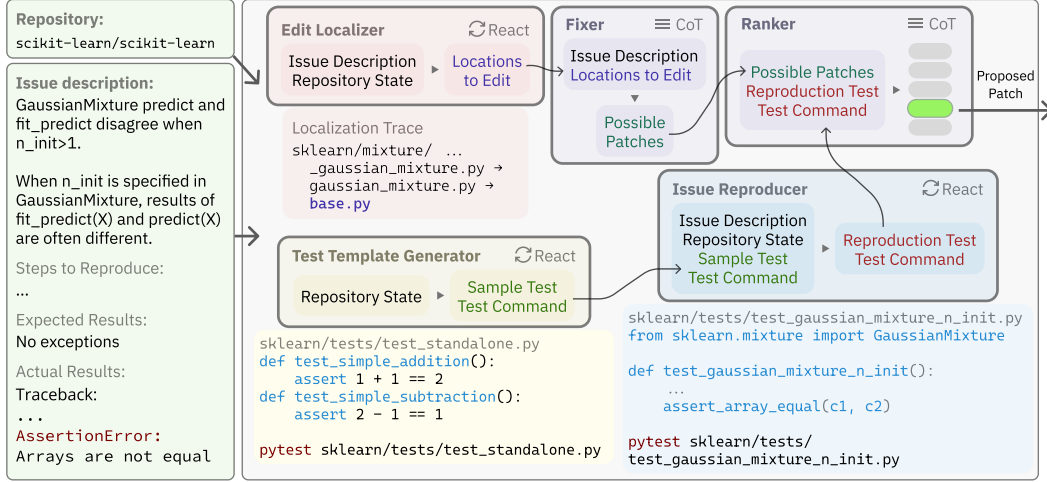 Repository:
scikit-learn/scikit-learn
Issue description:
GaussianMixture predict and
fit_predict disagree when
n_init>1.
When n_init is specified in
GaussianMixture, results of
fit_predict(X) and predict(X)
are often different.
Steps to Reproduce:
...
Expected Results:
No exceptions
Actual Results:
Traceback:
...
AssertionError:
Arrays are not equal
Edit Localizer
React
Issue Description
Repository State
Locations
to Edit
Localization Trace
sklearn/mixture/ ...
_gaussian_mixture.py →
gaussian_mixture.py →
base.py
Fixer
CoT
Issue Description
Locations to Edit
Possible
Patches
Ranker
CoT
Possible Patches
Reproduction Test
Test Command
Proposed
Patch
Test Template Generator
React
Repository State
Sample Test
Test Command
sklearn/tests/test_standalone.py
def test_simple_addition():
assert 1 + 1 == 2
def test_simple_subtraction():
assert 2 - 1 == 1
pytest sklearn/tests/test_standalone.py
Issue Reproducer
React
Issue Description
Repository State
Sample Test
Test Command
Reproduction Test
Test Command
sklearn/tests/test_gaussian_mixture_n_init.py
from sklearn.mixture import GaussianMixture
def test_gaussian_mixture_n_init():
...
assert_array_equal(c1, c2)
pytest sklearn/tests/
test_gaussian_mixture_n_init.py